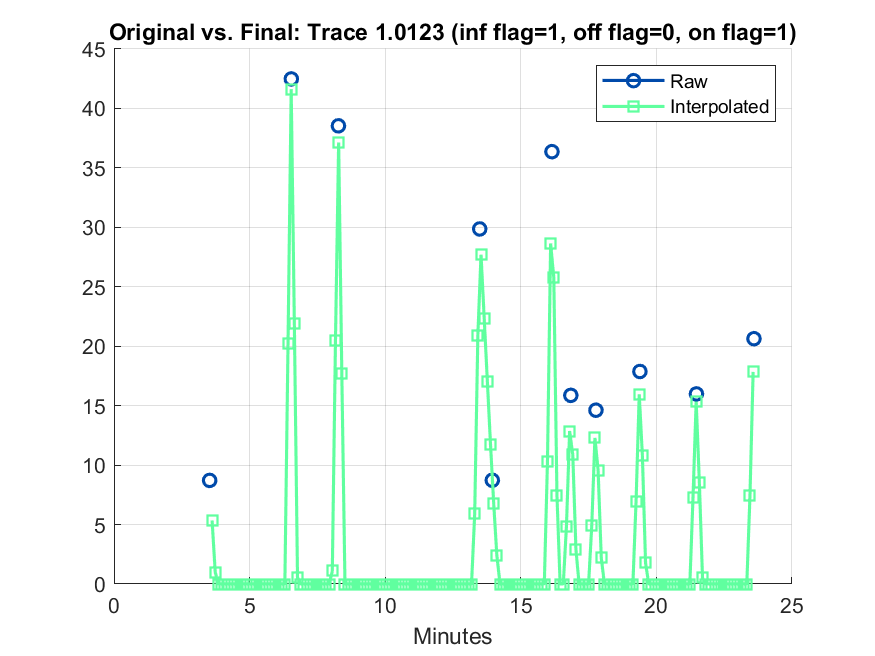 Original vs. Final: Trace 1.0123 (inf flag=1, off flag=0, on flag=1)
45
40
35
30
25
20
15
10
5
0
Raw
Interpolated
0 5 10 15 20 25
Minutes